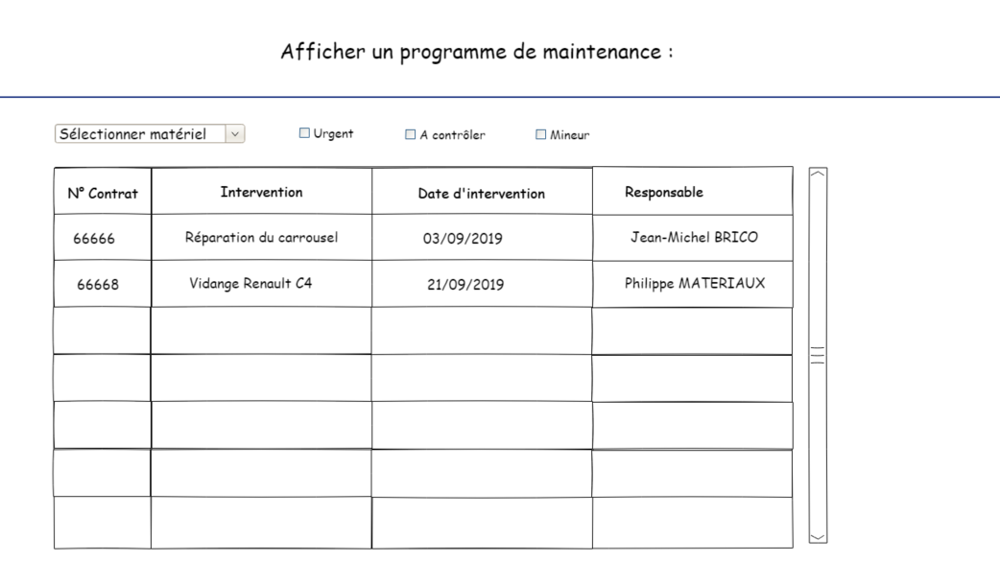 Afficher un programme de maintenance :
Sélectionner matériel Urgent A contrôler Mineur
N° Contrat Intervention Date d'intervention Responsable
66666 Réparation du carrousel 03/09/2019 Jean-Michel BRICO
66668 Vidange Renault C4 21/09/2019 Philippe MATERIAUX